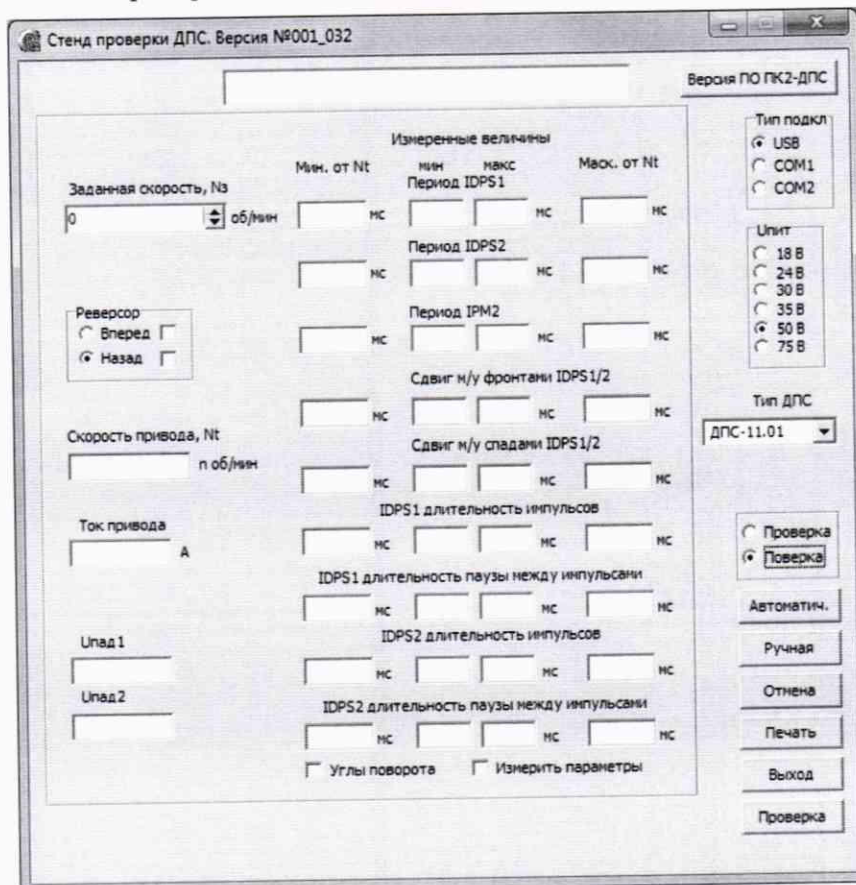 Стенд проверки ДПС. Версия №001_032
Версия ПО ПК2-ДПС
Измеренные величины
Мин. от Nt мин макс Маск. от Nt
Заданная скорость, Nз
0 об/мин
Период IDPS1
мс мс мс
Период IDPS2
мс мс мс
Реверсор
Вперед
Назад
Период IPM2
мс мс мс
Сдвиг м/у фронтами IDPS1/2
мс мс мс
Скорость привода, Nt
n об/мин
Сдвиг м/у спадами IDPS1/2
мс мс мс
Ток привода
А
IDPS1 длительность импульсов
мс мс мс
IDPS1 длительность паузы между импульсами
мс мс мс
Uпад1
IDPS2 длительность импульсов
мс мс мс
Uпад2
IDPS2 длительность паузы между импульсами
мс мс мс
Углы поворота Измерить параметры
Тип подкл
USB
COM1
COM2
Uпит
18 В
24 В
30 В
35 В
50 В
75 В
Тип ДПС
ДПС-11.01
Проверка
Поверка
Автоматич.
Ручная
Отмена
Печать
Выход
Проверка